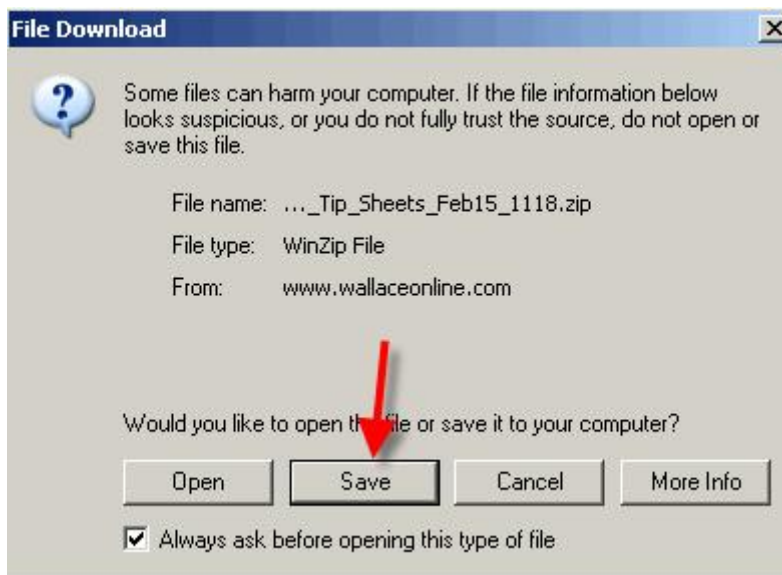 File Download
Some files can harm your computer. If the file information below
looks suspicious, or you do not fully trust the source, do not open or
save this file.
File name: ..._Tip_Sheets_Feb15_1118.zip
File type: WinZip File
From: www.wallaceonline.com
Would you like to open the file or save it to your computer?
Open Save Cancel More Info
Always ask before opening this type of file